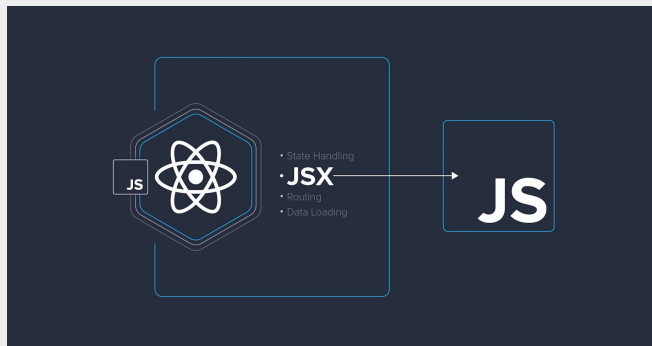 JS
• State Handling
• JSX
• Routing
• Data Loading
JS